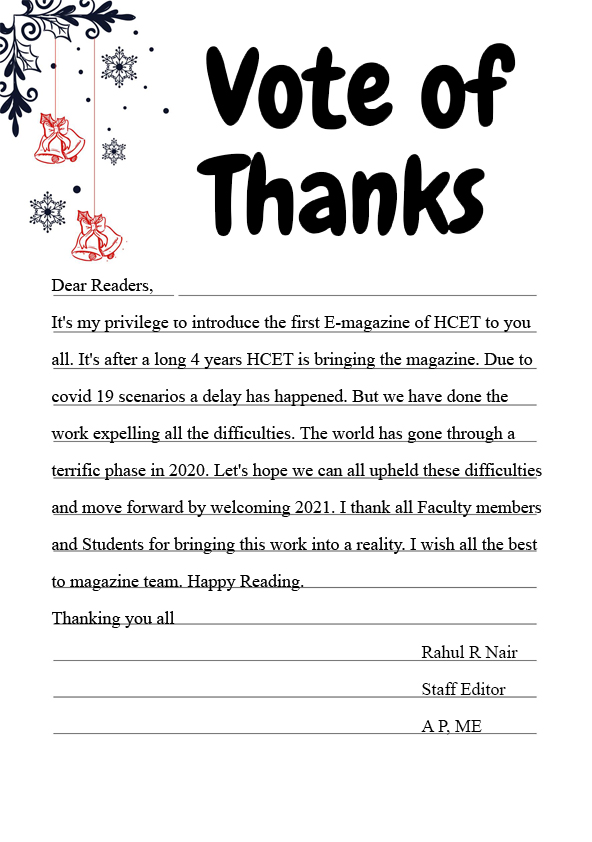 Vote of
Thanks
Dear Readers,
It's my privilege to introduce the first E-magazine of HCET to you
all. It's after a long 4 years HCET is bringing the magazine. Due to
covid 19 scenarios a delay has happened. But we have done the
work expelling all the difficulties. The world has gone through a
terrific phase in 2020. Let's hope we can all upheld these difficulties
and move forward by welcoming 2021. I thank all Faculty members
and Students for bringing this work into a reality. I wish all the best
to magazine team. Happy Reading.
Thanking you all
Rahul R Nair
Staff Editor
A P, ME